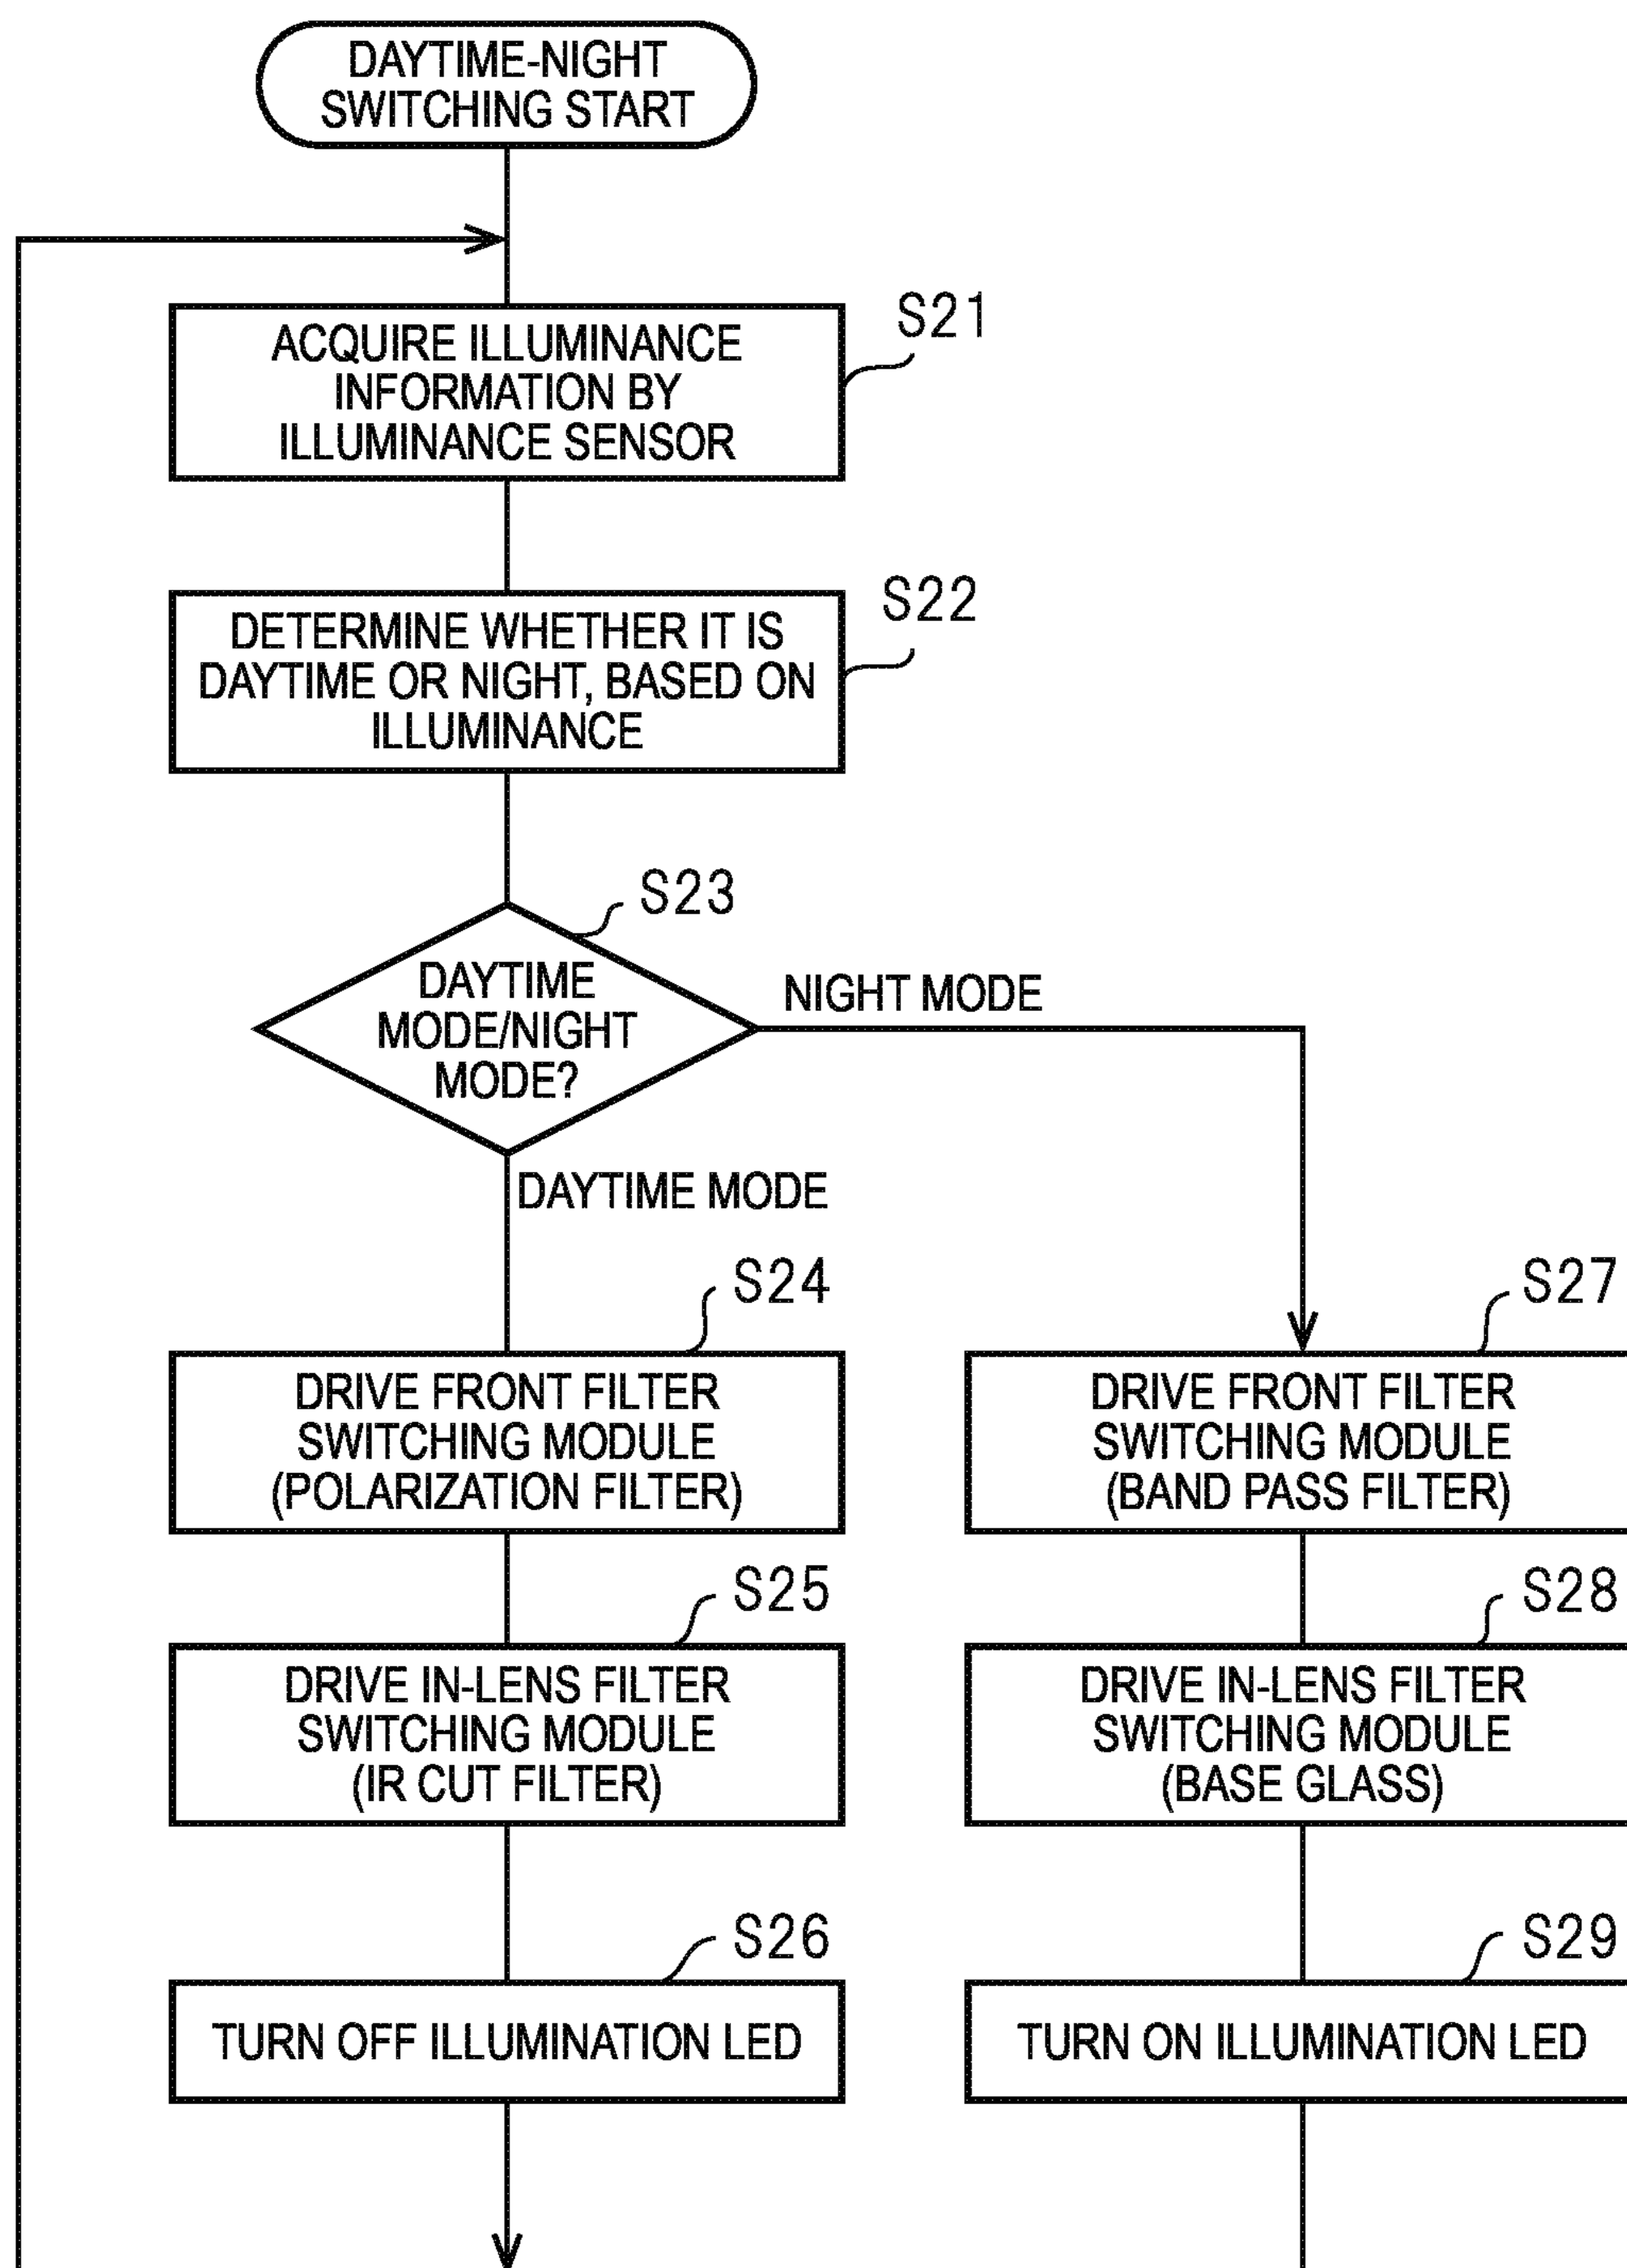 DAYTIME-NIGHT
SWITCHING START
S21
ACQUIRE ILLUMINANCE
INFORMATION BY
ILLUMINANCE SENSOR
S22
DETERMINE WHETHER IT IS
DAYTIME OR NIGHT, BASED ON
ILLUMINANCE
S23
DAYTIME
MODE/NIGHT
MODE?
NIGHT MODE
DAYTIME MODE
S24
DRIVE FRONT FILTER
SWITCHING MODULE
(POLARIZATION FILTER)
S25
DRIVE IN-LENS FILTER
SWITCHING MODULE
(IR CUT FILTER)
S26
TURN OFF ILLUMINATION LED
S27
DRIVE FRONT FILTER
SWITCHING MODULE
(BAND PASS FILTER)
S28
DRIVE IN-LENS FILTER
SWITCHING MODULE
(BASE GLASS)
S29
TURN ON ILLUMINATION LED